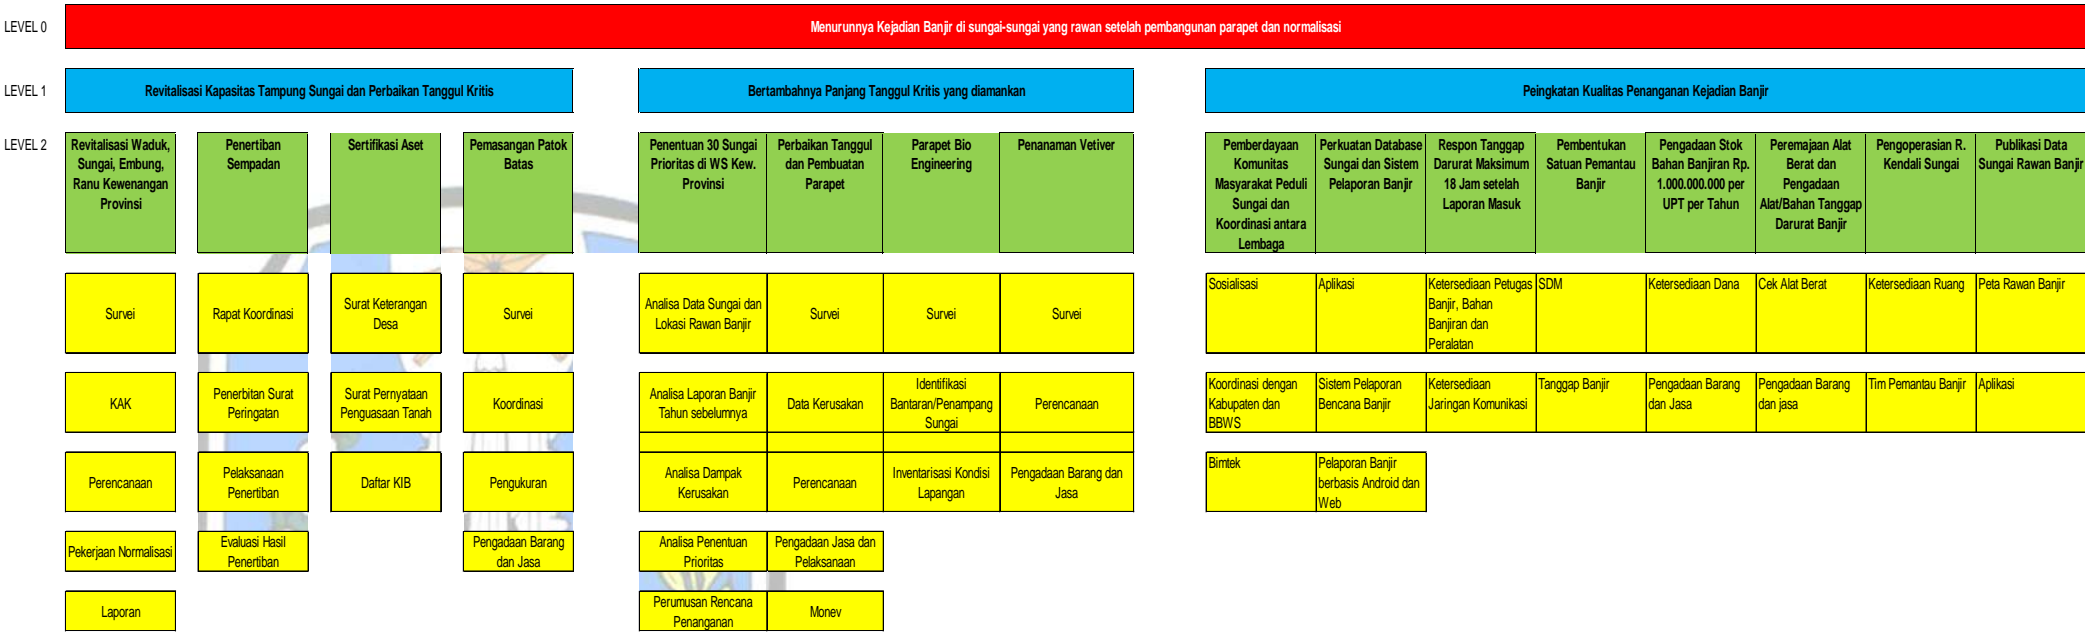 LEVEL 0
Menurunnya Kejadian Banjir di sungai-sungai yang rawan setelah pembangunan parapet dan normalisasi
LEVEL 1
Revitalisasi Kapasitas Tampung Sungai dan Perbaikan Tanggul Kritis
Bertambahnya Panjang Tanggul Kritis yang diamankan
Peingkatan Kualitas Penanganan Kejadian Banjir
LEVEL 2
Revitalisasi Waduk,
Sungai, Embung,
Ranu Kewenangan
Provinsi
Penertiban
Sempadan
Sertifikasi Aset
Pemasangan Patok
Batas
Penentuan 30 Sungai
Prioritas di WS Kew.
Provinsi
Perbaikan Tanggul
dan Pembuatan
Parapet
Parapet Bio
Engineering
Penanaman Vetiver
Pemberdayaan
Komunitas
Masyarakat Peduli
Sungai dan
Koordinasi antara
Lembaga
Perkuatan Database
Sungai dan Sistem
Pelaporan Banjir
Respon Tanggap
Darurat Maksimum
18 Jam setelah
Laporan Masuk
Pembentukan
Satuan Pemantau
Banjir
Pengadaan Stok
Bahan Banjiran Rp.
1.000.000.000 per
UPT per Tahun
Peremajaan Alat
Berat dan
Pengadaan
Alat/Bahan Tanggap
Darurat Banjir
Pengoperasian R.
Kendali Sungai
Publikasi Data
Sungai Rawan Banjir
Survei
Rapat Koordinasi
Surat Keterangan
Desa
Survei
Analisa Data Sungai dan
Lokasi Rawan Banjir
Survei
Survei
Survei
Sosialisasi
Aplikasi
Ketersediaan Petugas
Banjir, Bahan
Banjiran dan
Peralatan
SDM
Ketersediaan Dana
Cek Alat Berat
Ketersediaan Ruang
Peta Rawan Banjir
KAK
Penerbitan Surat
Peringatan
Surat Pernyataan
Penguasaan Tanah
Koordinasi
Analisa Laporan Banjir
Tahun sebelumnya
Data Kerusakan
Identifikasi
Bantaran/Penampang
Sungai
Perencanaan
Koordinasi dengan
Kabupaten dan
BBWS
Sistem Pelaporan
Bencana Banjir
Ketersediaan
Jaringan Komunikasi
Tanggap Banjir
Pengadaan Barang
dan Jasa
Pengadaan Barang
dan jasa
Tim Pemantau Banjir
Aplikasi
Perencanaan
Pelaksanaan
Penertiban
Daftar KIB
Pengukuran
Analisa Dampak
Kerusakan
Perencanaan
Inventarisasi Kondisi
Lapangan
Pengadaan Barang dan
Jasa
Bimtek
Pelaporan Banjir
berbasis Android dan
Web
Pekerjaan Normalisasi
Evaluasi Hasil
Penertiban
Pengadaan Barang
dan Jasa
Analisa Penentuan
Prioritas
Pengadaan Jasa dan
Pelaksanaan
Laporan
Perumusan Rencana
Penanganan
Monev